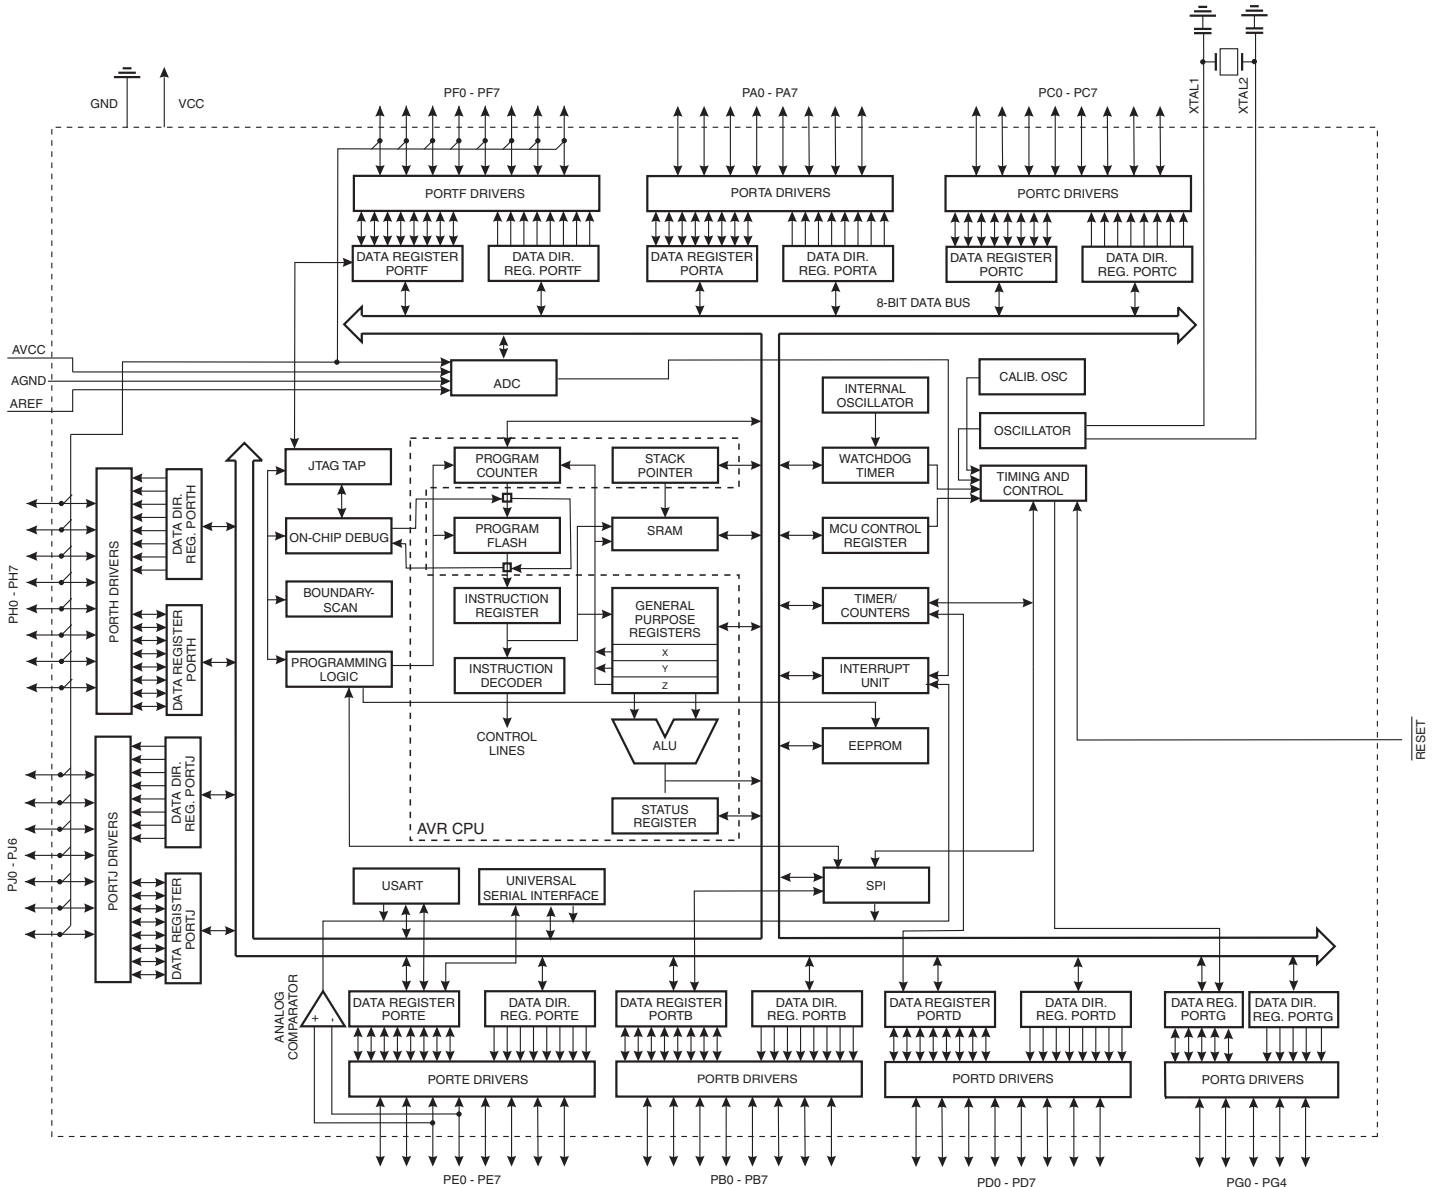 XTAL1
XTAL2
GND
VCC
PF0 - PF7
PA0 - PA7
PC0 - PC7
PORTF DRIVERS
PORTA DRIVERS
PORTC DRIVERS
DATA REGISTER
PORTF
DATA DIR.
REG. PORTF
DATA REGISTER
PORTA
DATA DIR.
REG. PORTA
DATA REGISTER
PORTC
DATA DIR.
REG. PORTC
8-BIT DATA BUS
AVCC
AGND
AREF
ADC
CALIB. OSC
INTERNAL
OSCILLATOR
OSCILLATOR
JTAG TAP
PROGRAM
COUNTER
STACK
POINTER
WATCHDOG
TIMER
TIMING AND
CONTROL
ON-CHIP DEBUG
PROGRAM
FLASH
SRAM
MCU CONTROL
REGISTER
BOUNDARY-
SCAN
INSTRUCTION
REGISTER
GENERAL
PURPOSE
REGISTERS
X
Y
Z
TIMER/
COUNTERS
PROGRAMMING
LOGIC
INSTRUCTION
DECODER
INTERRUPT
UNIT
CONTROL
LINES
ALU
EEPROM
RESET
STATUS
REGISTER
AVR CPU
PH0 - PH7
PORTH DRIVERS
DATA DIR.
REG. PORTH
DATA REGISTER
PORTH
PJ0 - PJ6
PORTJ DRIVERS
DATA DIR.
REG. PORTJ
DATA REGISTER
PORTJ
USART
UNIVERSAL
SERIAL INTERFACE
SPI
ANALOG
COMPARATOR
+
-
DATA REGISTER
PORTE
DATA DIR.
REG. PORTE
DATA REGISTER
PORTB
DATA DIR.
REG. PORTB
DATA REGISTER
PORTD
DATA DIR.
REG. PORTD
DATA REG.
PORTG
DATA DIR.
REG. PORTG
PORTE DRIVERS
PORTB DRIVERS
PORTD DRIVERS
PORTG DRIVERS
PE0 - PE7
PB0 - PB7
PD0 - PD7
PG0 - PG4